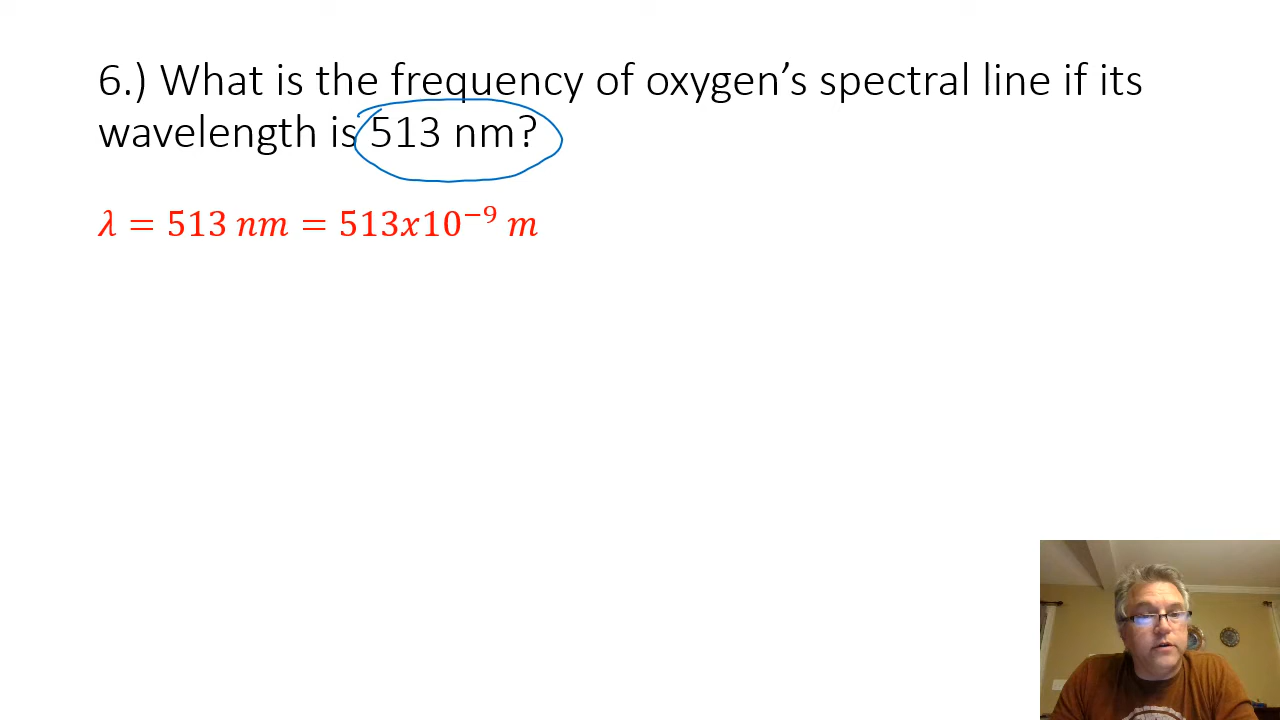 6.) What is the frequency of oxygen’s spectral line if its
wavelength is 513 nm?
λ = 513 nm = 513x10⁻⁹ m